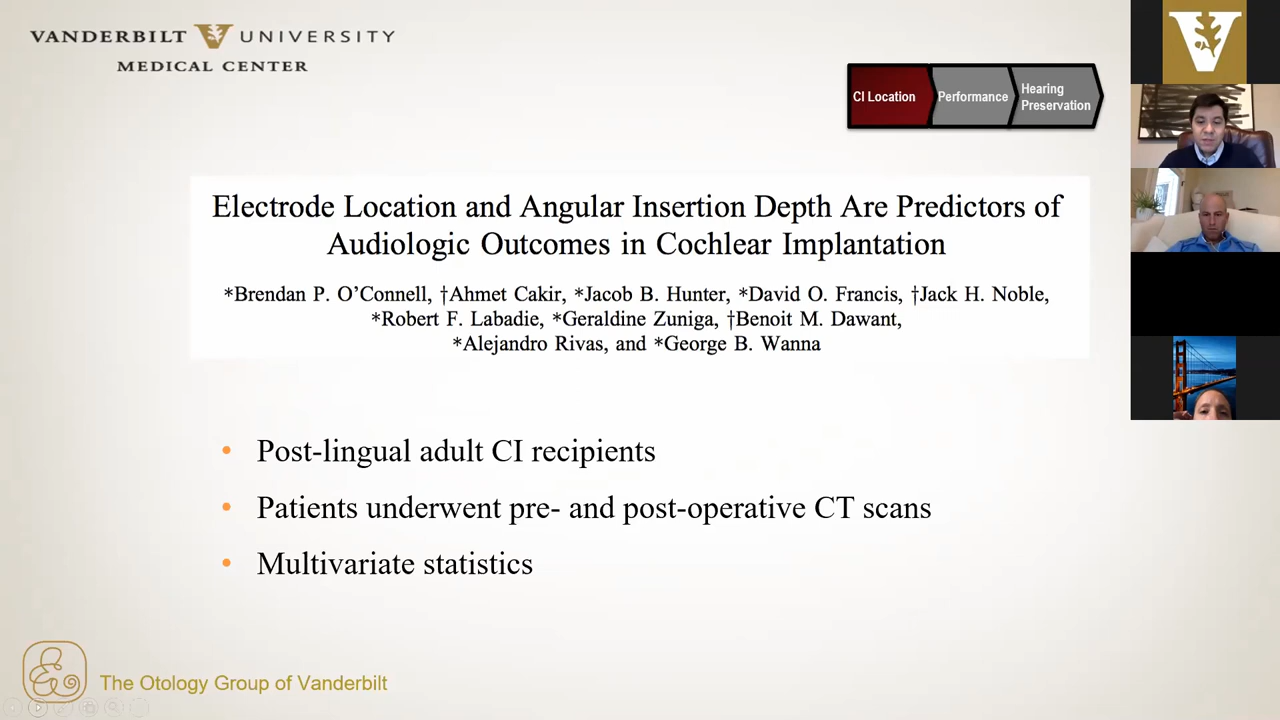 VANDERBILT UNIVERSITY
MEDICAL CENTER
CI Location
Performance
Hearing
Preservation
Electrode Location and Angular Insertion Depth Are Predictors of
Audiologic Outcomes in Cochlear Implantation
*Brendan P. O’Connell, †Ahmet Cakir, *Jacob B. Hunter, *David O. Francis, †Jack H. Noble,
*Robert F. Labadie, *Geraldine Zuniga, †Benoit M. Dawant,
*Alejandro Rivas, and *George B. Wanna
• Post-lingual adult CI recipients
• Patients underwent pre- and post-operative CT scans
• Multivariate statistics
The Otology Group of Vanderbilt